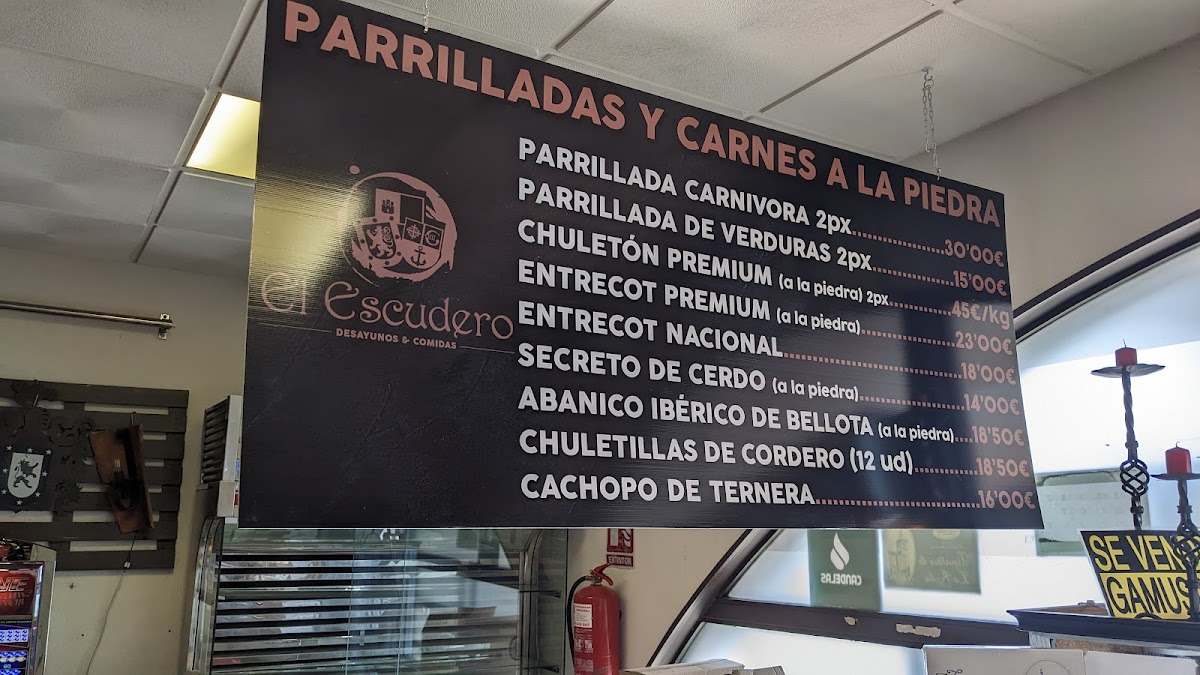 PARRILLADAS Y CARNES A LA PIEDRA
El Escudero
DESAYUNOS & COMIDAS
PARRILLADA CARNIVORA 2px.....................30'00€
PARRILLADA DE VERDURAS 2px..................15'00€
CHULETÓN PREMIUM (a la piedra) 2px..............45€/kg
ENTRECOT PREMIUM (a la piedra).....................23'00€
ENTRECOT NACIONAL.......................................18'00€
SECRETO DE CERDO (a la piedra).......................14'00€
ABANICO IBÉRICO DE BELLOTA (a la piedra)....18'50€
CHULETILLAS DE CORDERO (12 ud)..............18'50€
CACHOPO DE TERNERA....................................16'00€
EXTINTOR
CANDELAS
SE VEN
GAMUS